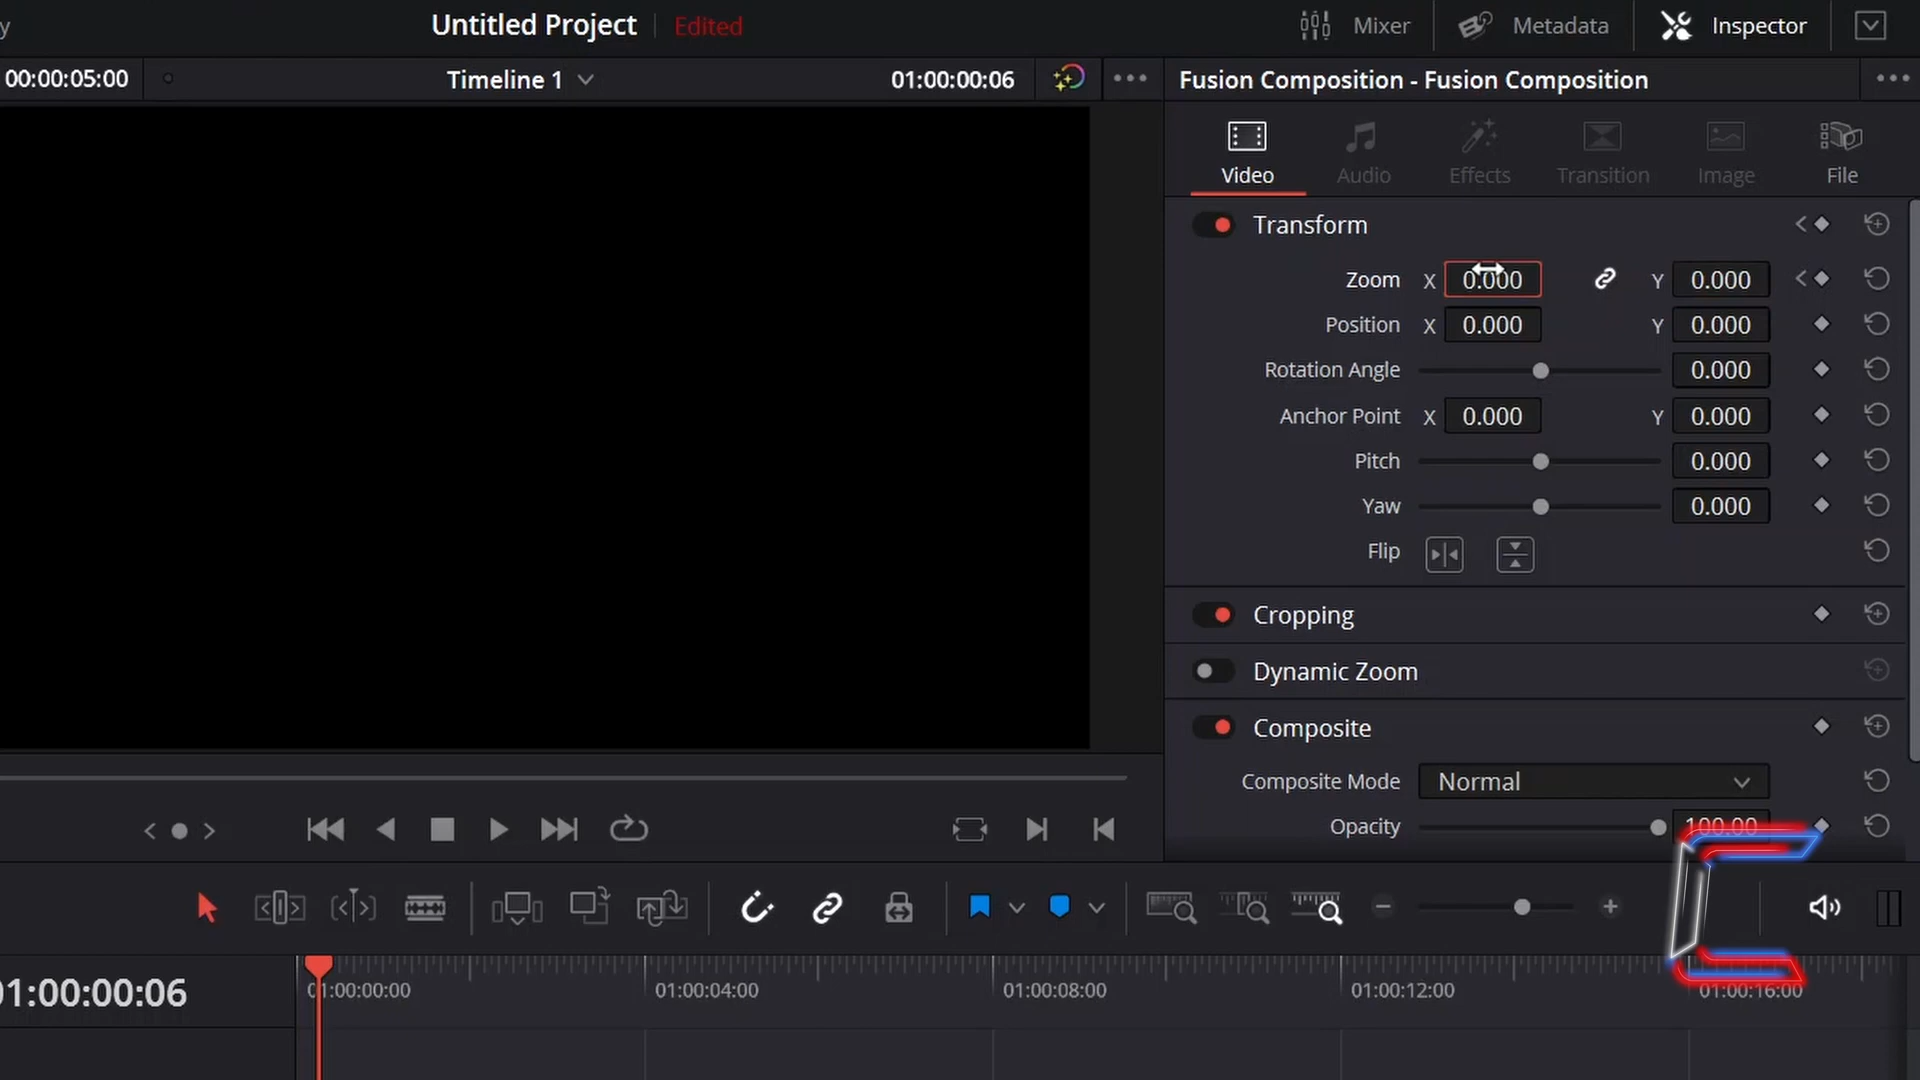 y
Untitled Project
Edited
Mixer
Metadata
Inspector
00:00:05:00
Timeline 1
01:00:00:06
Fusion Composition - Fusion Composition
Video
Audio
Effects
Transition
Image
File
Transform
Zoom X 0.000 Y 0.000
Position X 0.000 Y 0.000
Rotation Angle 0.000
Anchor Point X 0.000 Y 0.000
Pitch 0.000
Yaw 0.000
Flip
Cropping
Dynamic Zoom
Composite
Composite Mode Normal
Opacity 100.00
01:00:00:06
01:00:00:00
01:00:04:00
01:00:08:00
01:00:12:00
01:00:16:00